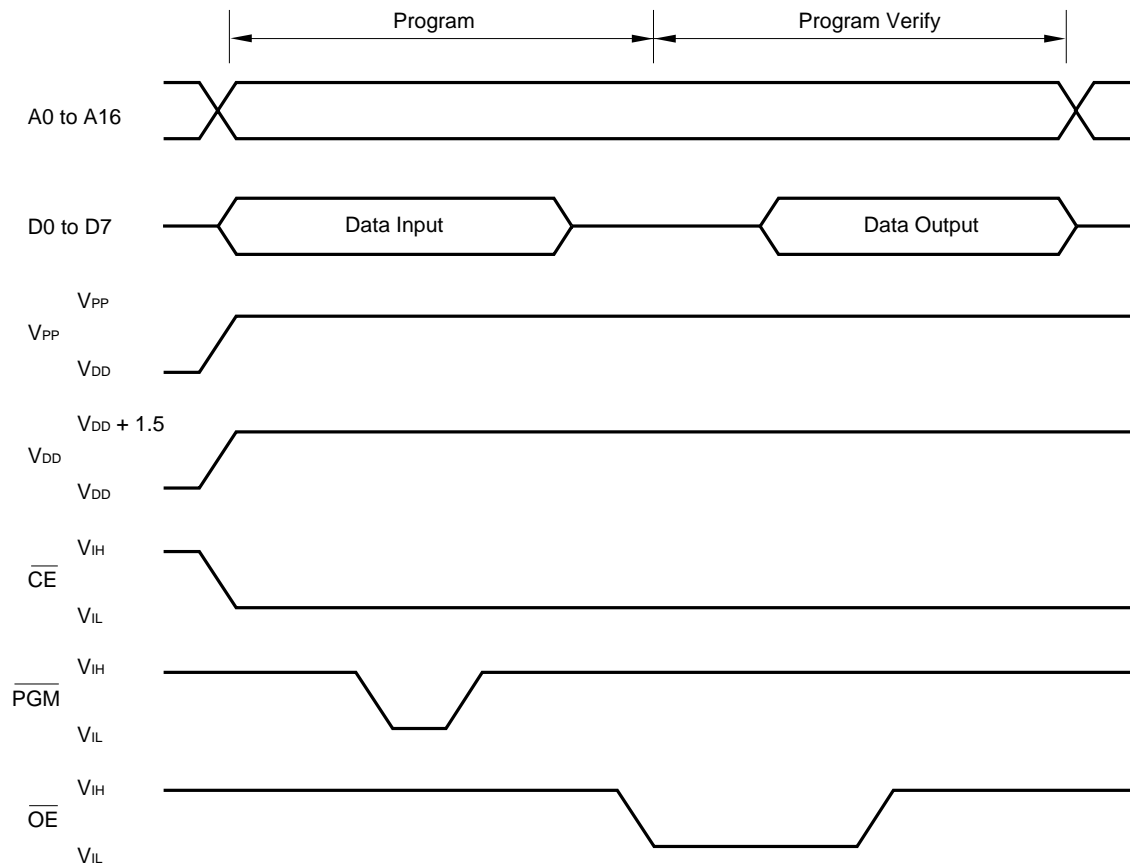 Program
Program Verify
A0 to A16
D0 to D7
Data Input
Data Output
VPP
VPP
VDD
VDD + 1.5
VDD
VDD
VIH
CE
VIL
VIH
PGM
VIL
VIH
OE
VIL